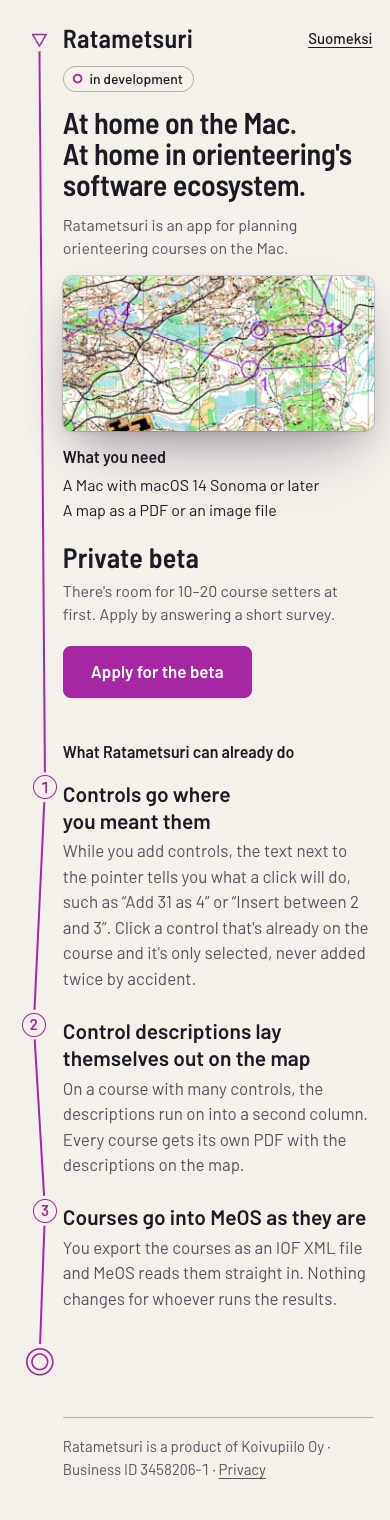 Ratametsuri
Suomeksi
in development
At home on the Mac.
At home in orienteering's
software ecosystem.
Ratametsuri is an app for planning
orienteering courses on the Mac.
2
11
1
What you need
A Mac with macOS 14 Sonoma or later
A map as a PDF or an image file
Private beta
There's room for 10–20 course setters at
first. Apply by answering a short survey.
Apply for the beta
What Ratametsuri can already do
1
Controls go where
you meant them
While you add controls, the text next to
the pointer tells you what a click will do,
such as “Add 31 as 4” or “Insert between 2
and 3”. Click a control that's already on the
course and it's only selected, never added
twice by accident.
2
Control descriptions lay
themselves out on the map
On a course with many controls, the
descriptions run on into a second column.
Every course gets its own PDF with the
descriptions on the map.
3
Courses go into MeOS as they are
You export the courses as an IOF XML file
and MeOS reads them straight in. Nothing
changes for whoever runs the results.
Ratametsuri is a product of Koivupiilo Oy ·
Business ID 3458206-1 · Privacy